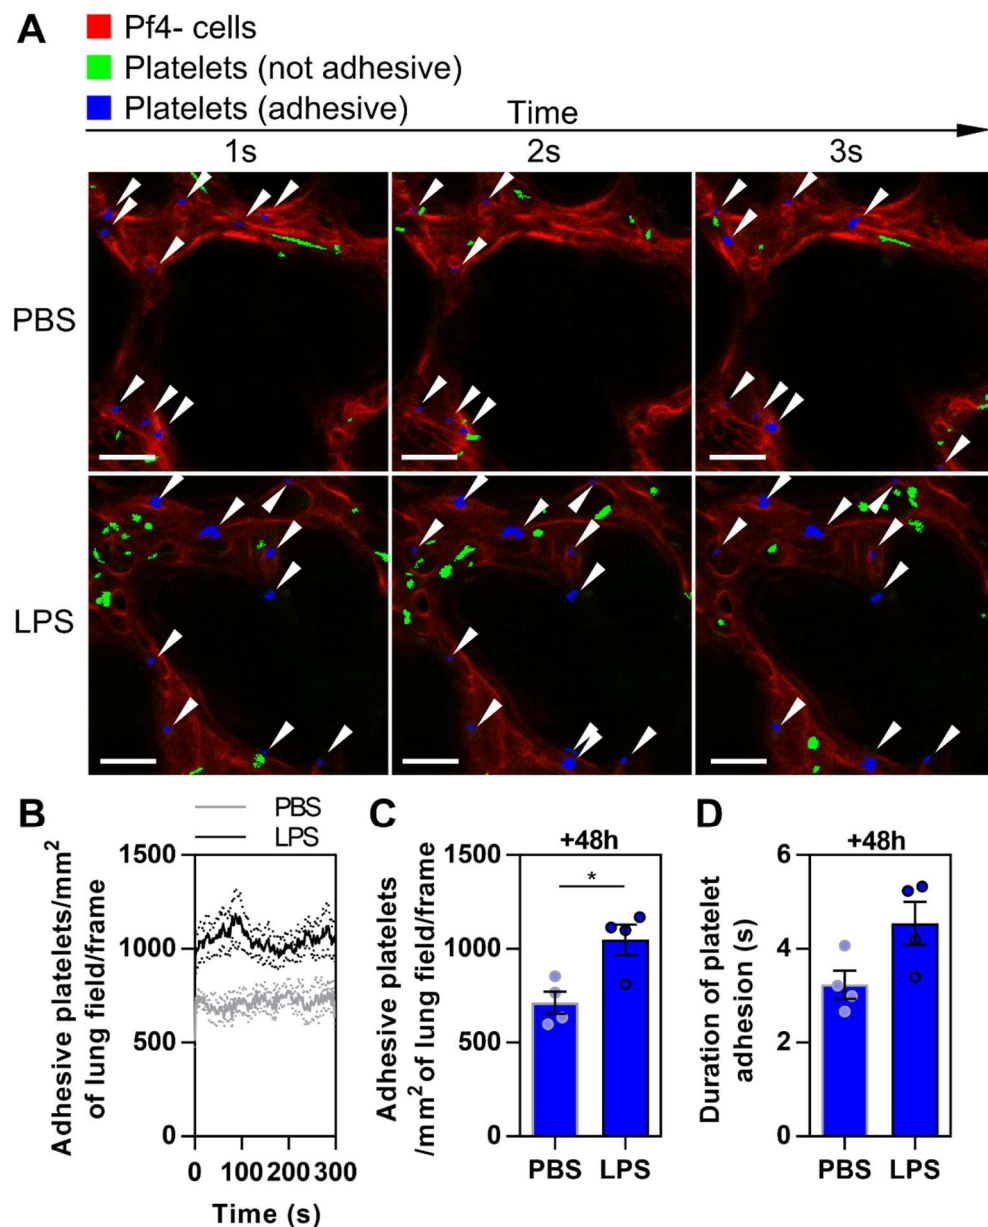 A
Pf4- cells
Platelets (not adhesive)
Platelets (adhesive)
Time
1s
2s
3s
PBS
LPS
B
PBS
LPS
Adhesive platelets/mm²
of lung field/frame
1500
1000
500
0
0
100
200
300
Time (s)
C
+48h
*
Adhesive platelets
/mm² of lung field/frame
1500
1000
500
0
PBS
LPS
D
+48h
Duration of platelet
adhesion (s)
6
4
2
0
PBS
LPS